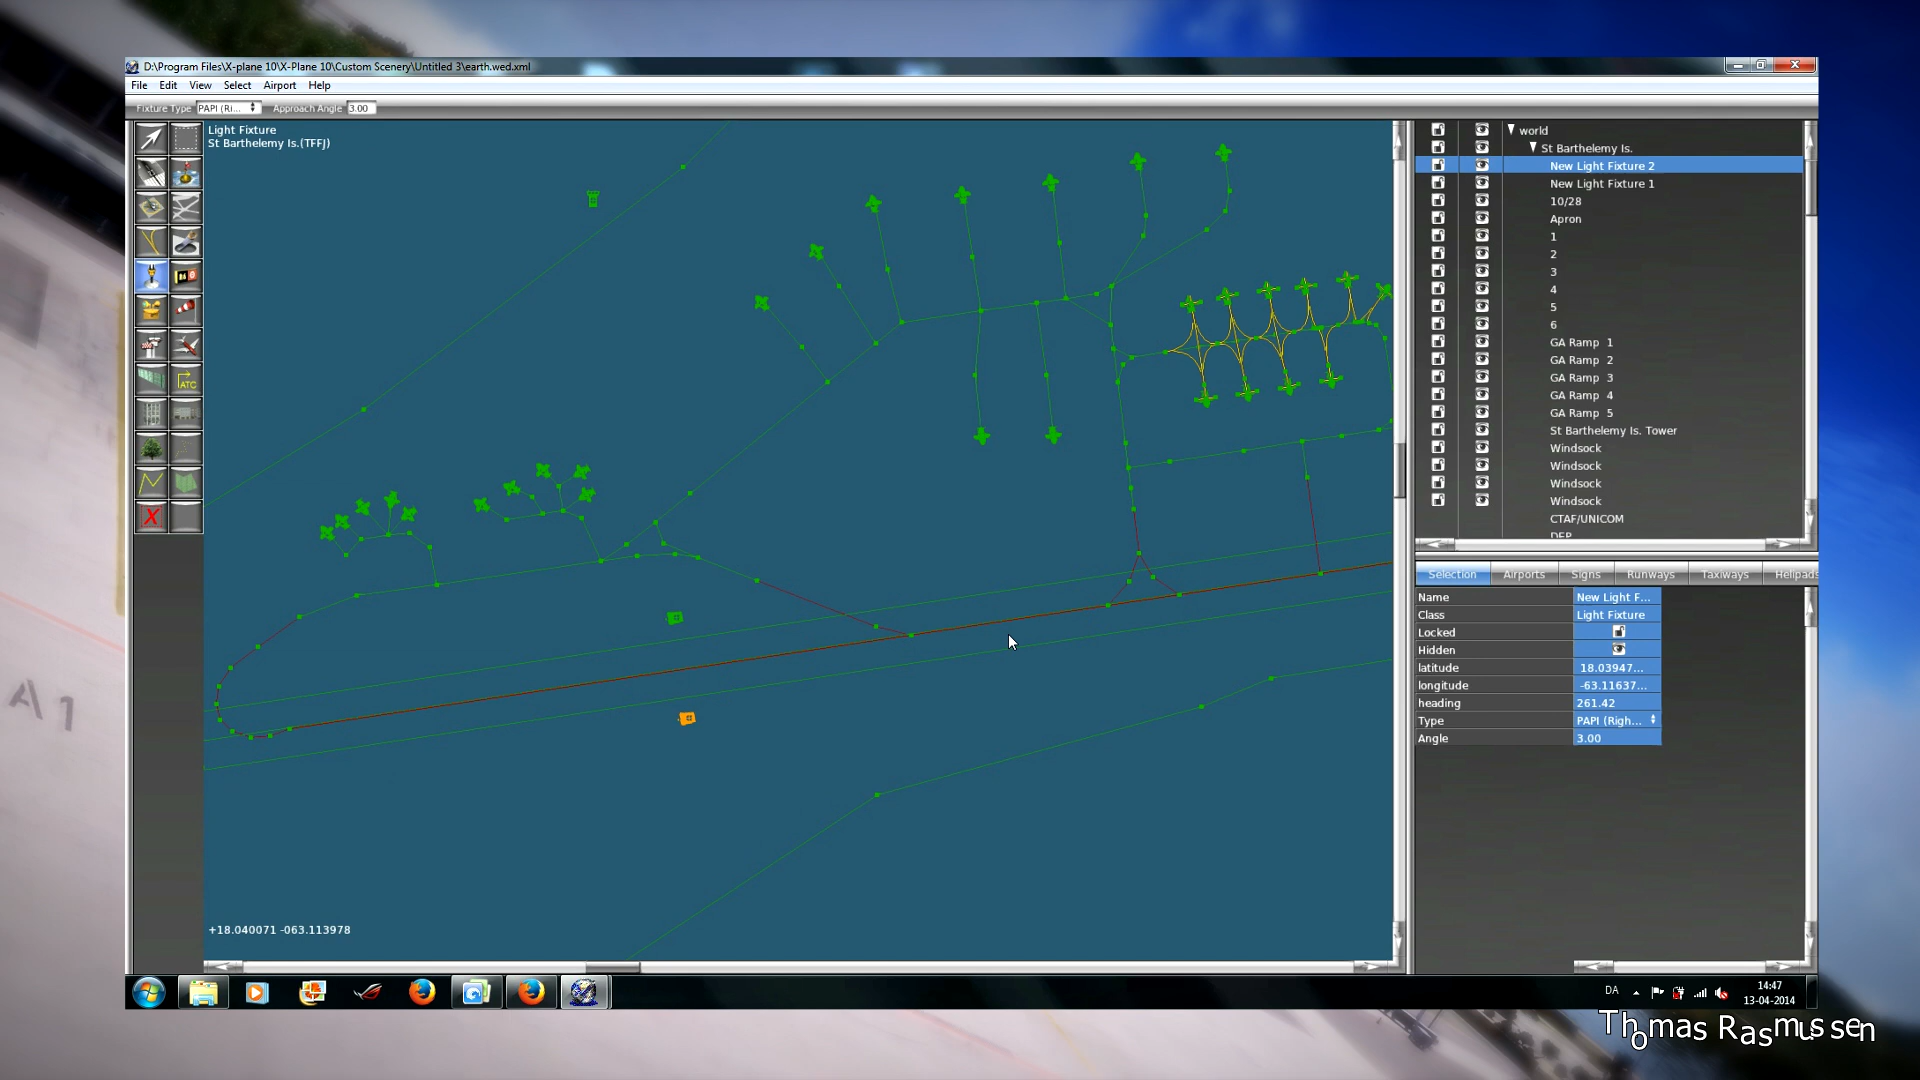 D:\Program Files\X-plane 10\X-Plane 10\Custom Scenery\Untitled 3\earth.wed.xml
File Edit View Select Airport Help
Fixture Type PAPI (Ri... Approach Angle 3.00
Light Fixture
St Barthelemy Is.(TFFJ)
ATC
+18.040071 -063.113978
world
St Barthelemy Is.
New Light Fixture 2
New Light Fixture 1
10/28
Apron
1
2
3
4
5
6
GA Ramp 1
GA Ramp 2
GA Ramp 3
GA Ramp 4
GA Ramp 5
St Barthelemy Is. Tower
Windsock
Windsock
Windsock
Windsock
CTAF/UNICOM
Selection Airports Signs Runways Taxiways Helipads
Name New Light F...
Class Light Fixture
Locked
Hidden
latitude 18.03947...
longitude -63.11637...
heading 261.42
Type PAPI (Righ...
Angle 3.00
DA
14:47
13-04-2014
A 1
Thomas Rasmussen